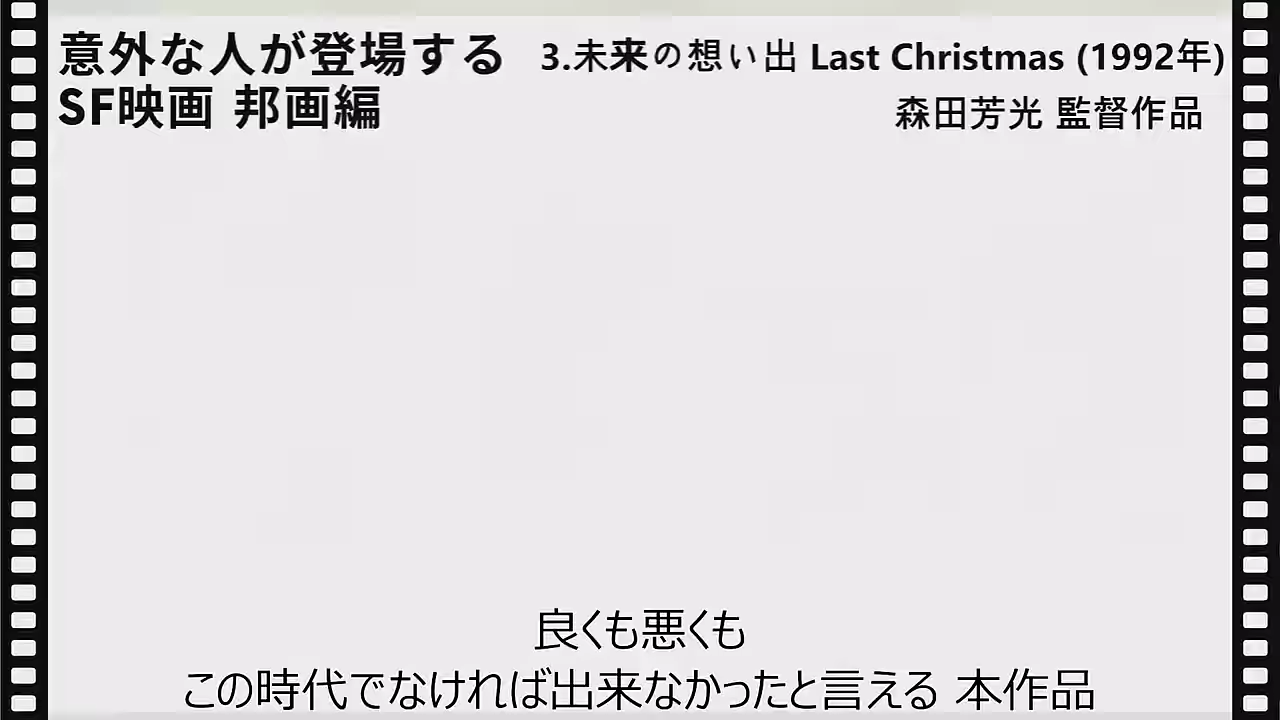 意外な人が登場する
SF映画 邦画編
3.未来の想い出 Last Christmas (1992年)
森田芳光 監督作品
良くも悪くも
この時代でなければ出来なかったと言える 本作品